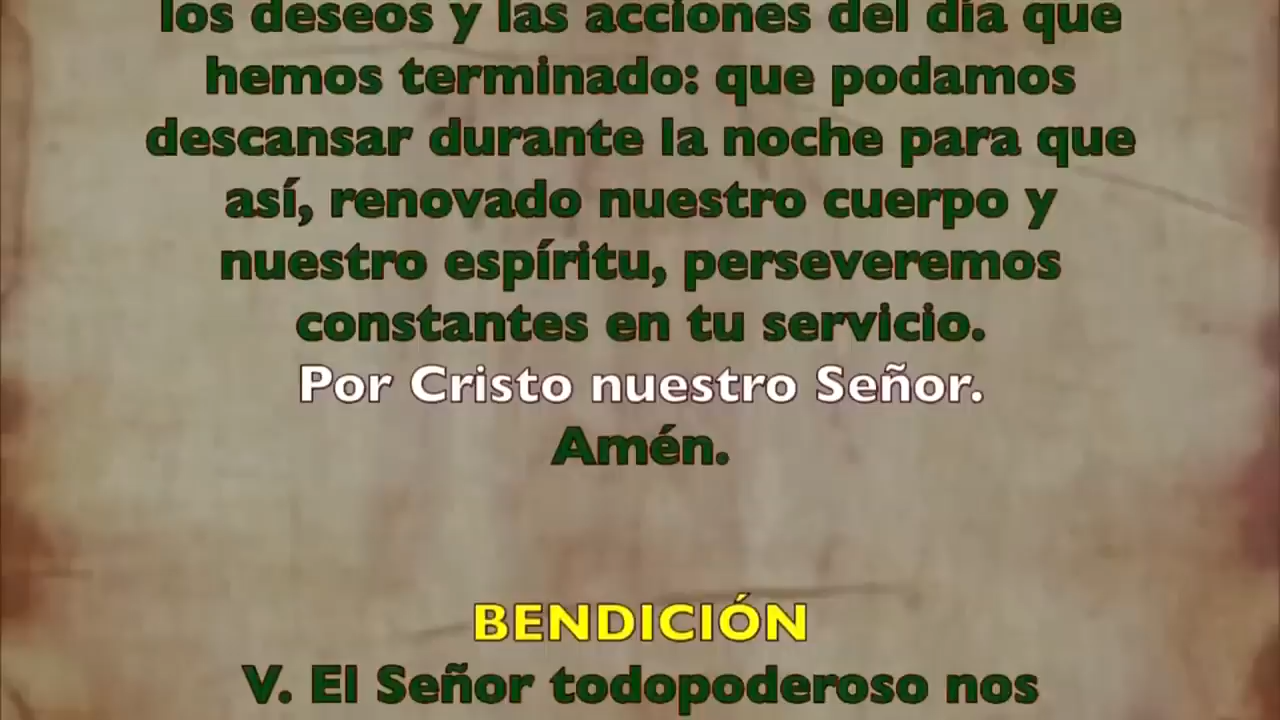 los deseos y las acciones del día que
hemos terminado: que podamos
descansar durante la noche para que
así, renovado nuestro cuerpo y
nuestro espíritu, perseveremos
constantes en tu servicio.
Por Cristo nuestro Señor.
Amén.
BENDICIÓN
V. El Señor todopoderoso nos